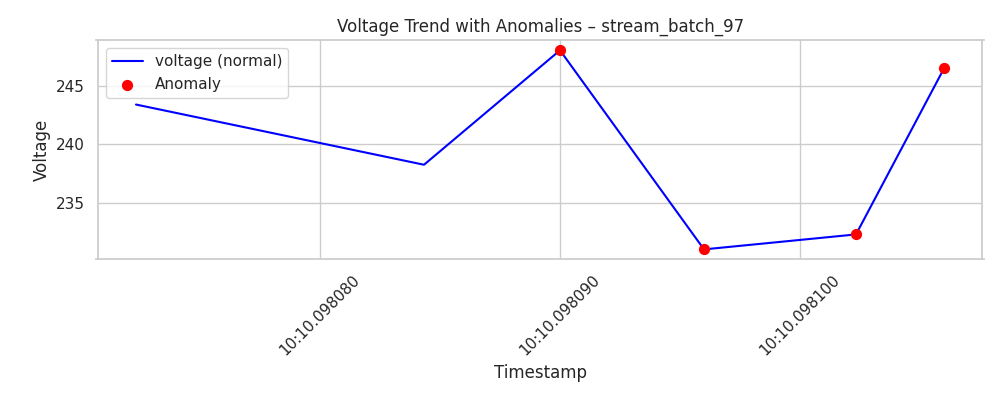 Voltage Trend with Anomalies – stream_batch_97
voltage (normal)
Anomaly
Voltage
245
240
235
10:10.098080
10:10.098090
10:10.098100
Timestamp